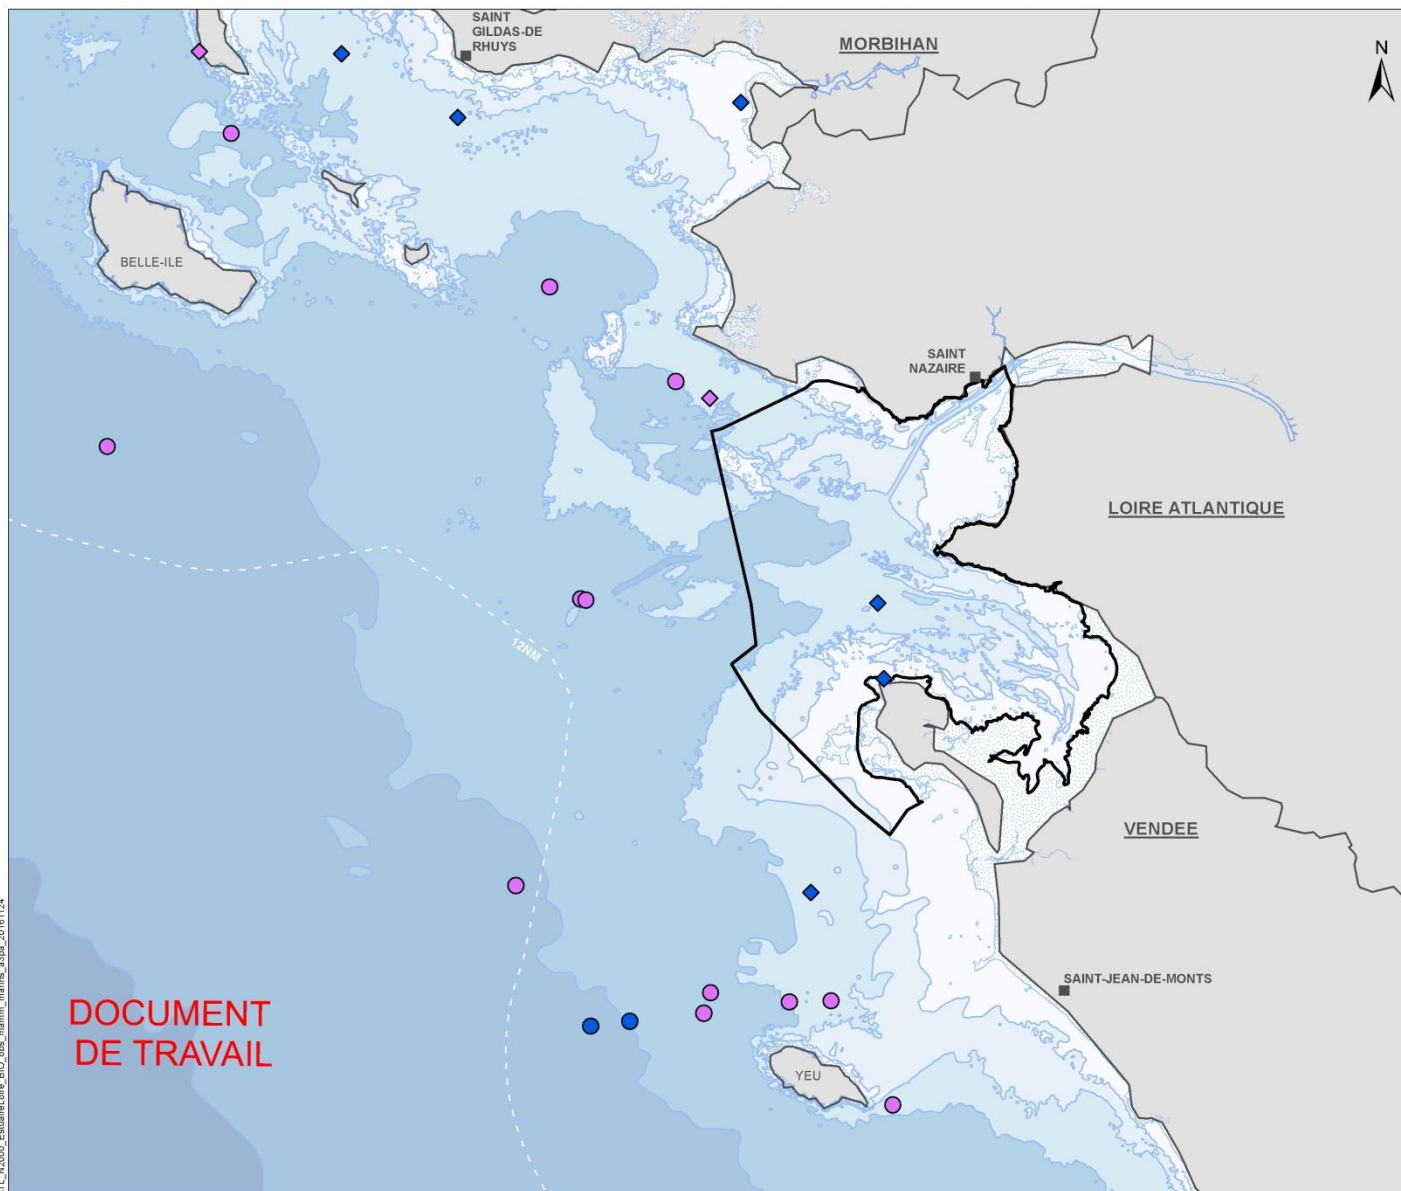 SAINT
GILDAS-DE
RHUYS
MORBIHAN
N
BELLE-ILE
SAINT
NAZAIRE
LOIRE ATLANTIQUE
12NM
VENDEE
SAINT-JEAN-DE-MONTS
DOCUMENT
DE TRAVAIL
YEU